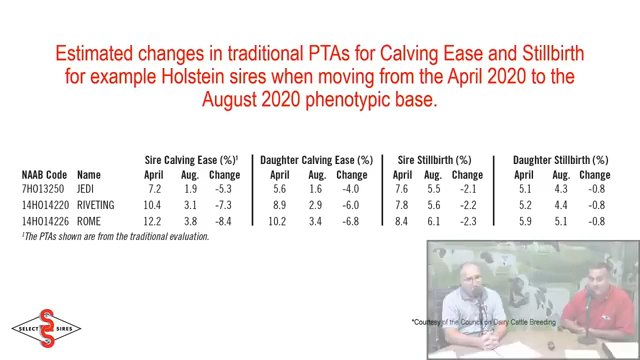 Estimated changes in traditional PTAs for Calving Ease and Stillbirth
for example Holstein sires when moving from the April 2020 to the
August 2020 phenotypic base.
Sire Calving Ease (%)¹ Daughter Calving Ease (%) Sire Stillbirth (%) Daughter Stillbirth (%)
NAAB Code Name April Aug. Change April Aug. Change April Aug. Change April Aug. Change
7HO13250 JEDI 7.2 1.9 -5.3 5.6 1.6 -4.0 7.6 5.5 -2.1 5.1 4.3 -0.8
14HO14220 RIVETING 10.4 3.1 -7.3 8.9 2.9 -6.0 7.8 5.6 -2.2 5.2 4.4 -0.8
14HO14226 ROME 12.2 3.8 -8.4 10.2 3.4 -6.8 8.4 6.1 -2.3 5.9 5.1 -0.8
¹The PTAs shown are from the traditional evaluation.
*Courtesy of the Council on Dairy Cattle Breeding
SELECT SIRES